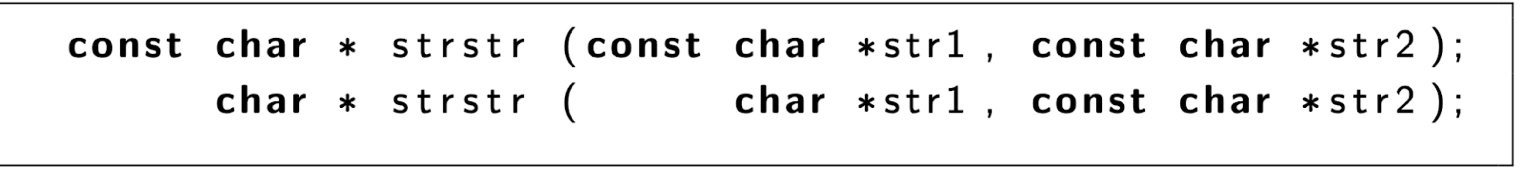 const char * strstr (const char *str1 , const char *str2 );
char * strstr ( char *str1 , const char *str2 );